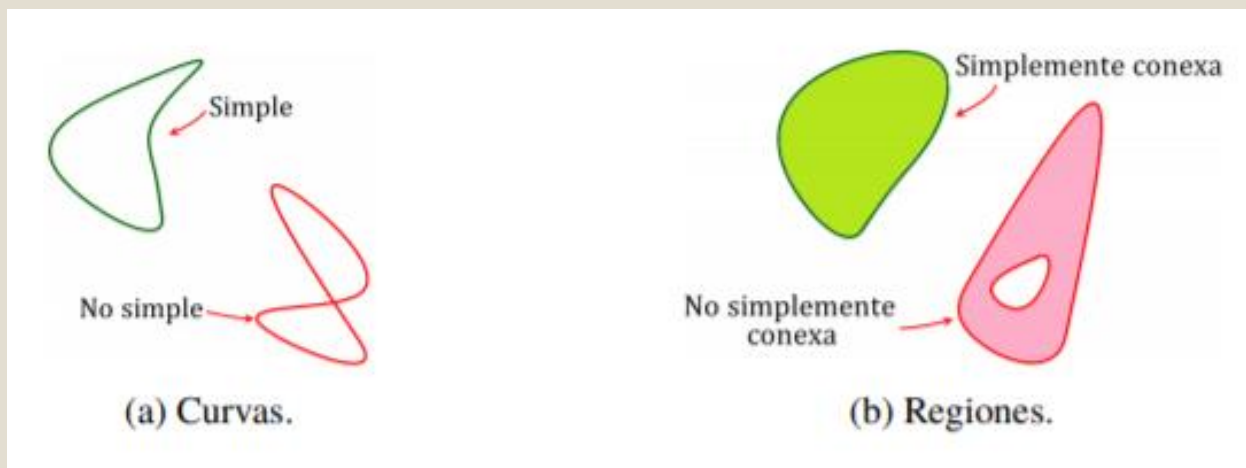 Simple
No simple
(a) Curvas.
Simplemente conexa
No simplemente
conexa
(b) Regiones.